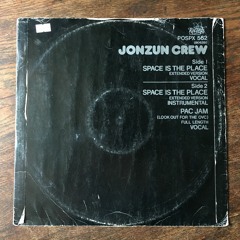 POSPX 562
JONZUN CREW
Side 1
SPACE IS THE PLACE
EXTENDED VERSION
VOCAL
Side 2
SPACE IS THE PLACE
EXTENDED VERSION
INSTRUMENTAL
PAC JAM
(LOOK OUT FOR THE OVC)
FULL LENGTH
VOCAL